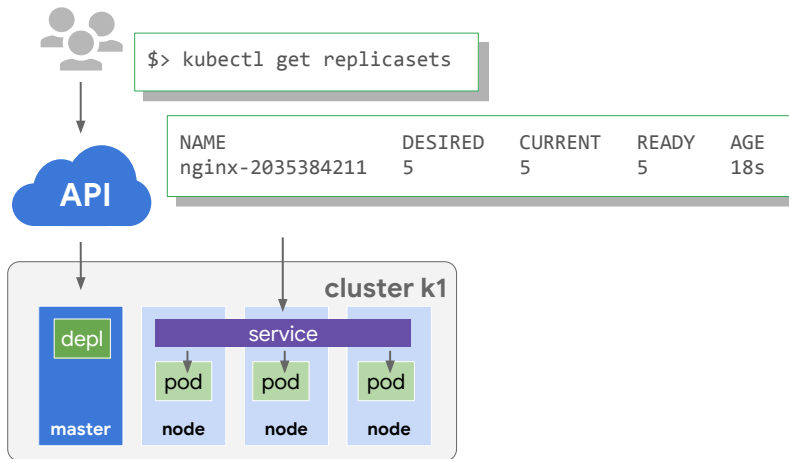 $> kubectl get replicasets
NAME DESIRED CURRENT READY AGE
nginx-2035384211 5 5 5 18s
API
cluster k1
depl
service
pod pod pod
master node node node